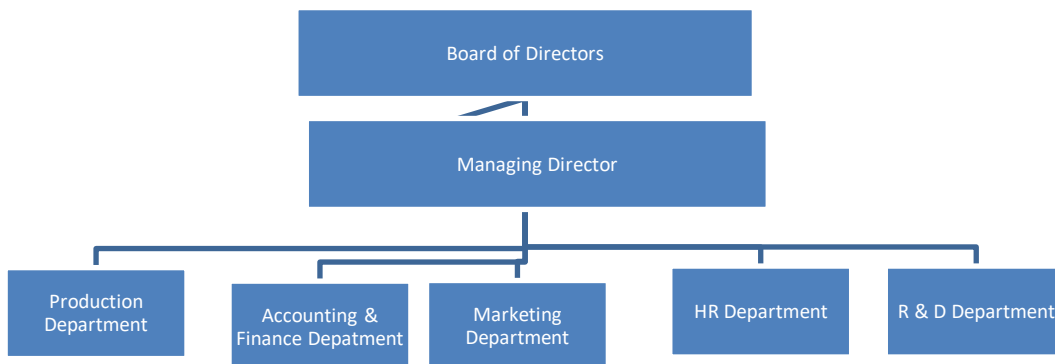 Board of Directors
Managing Director
Production
Department
Accounting &
Finance Depatment
Marketing
Department
HR Department
R & D Department